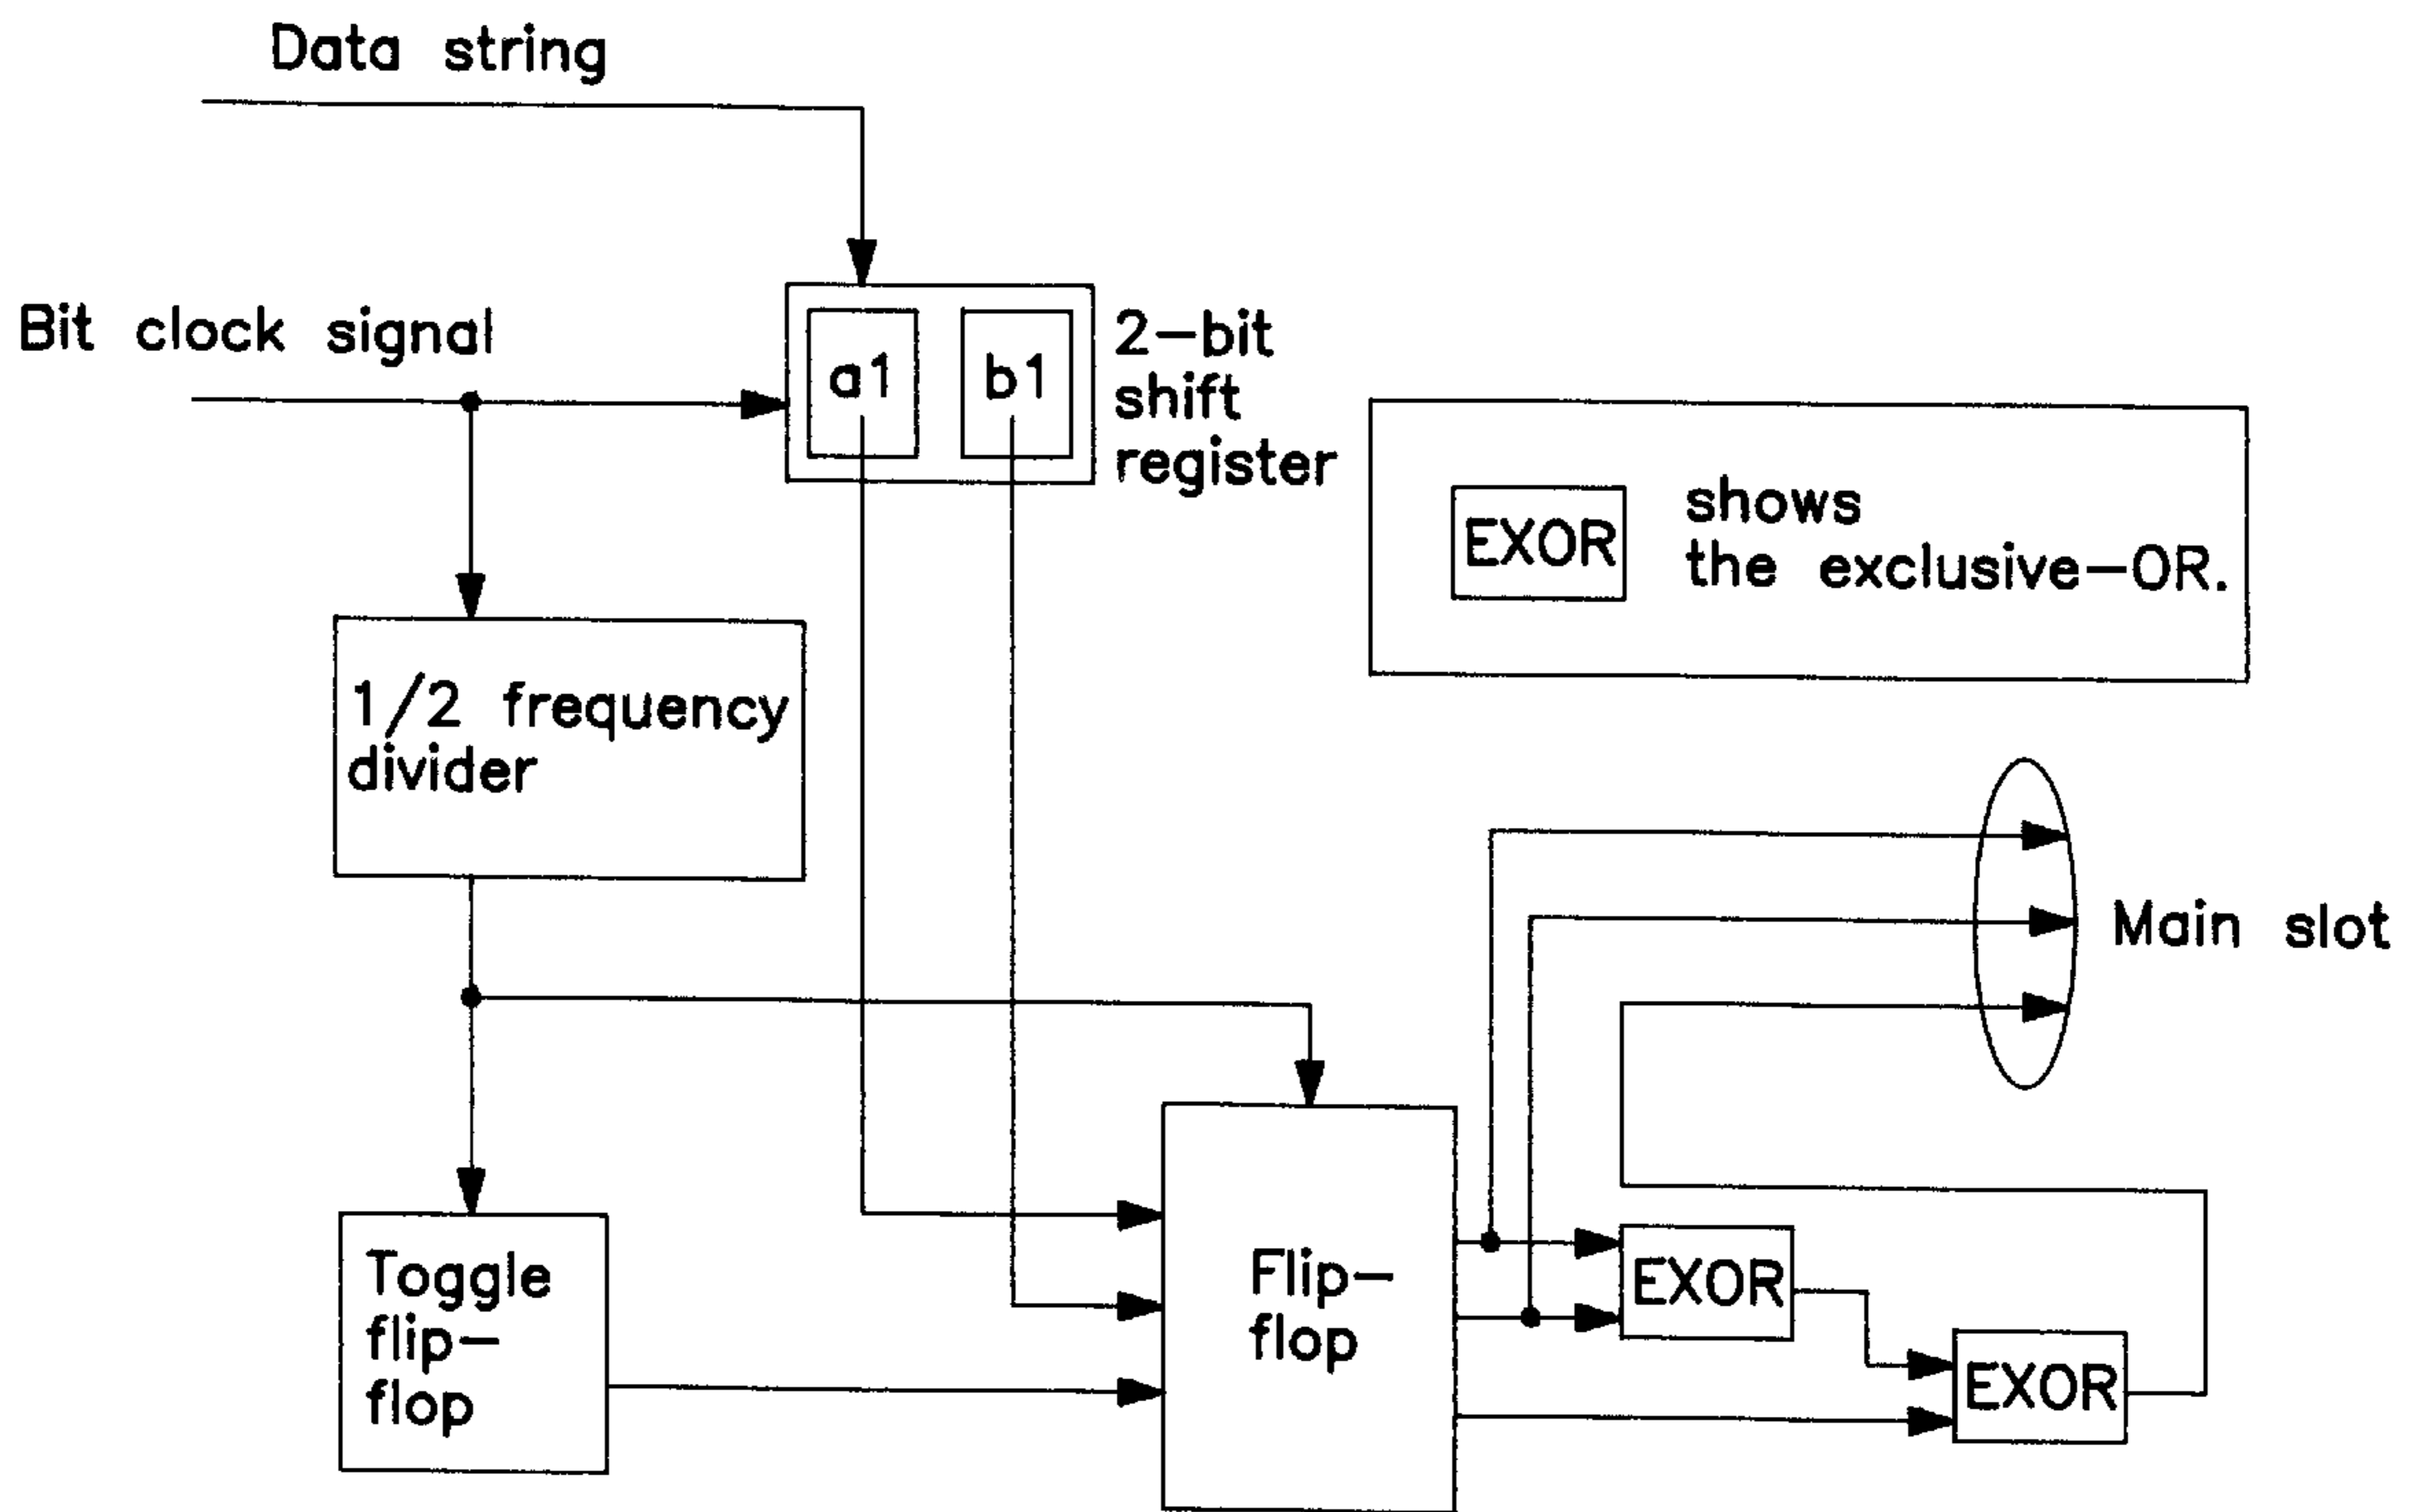 Data string
Bit clock signal
a1
b1
2-bit
shift
register
EXOR
shows
the exclusive-OR.
1/2 frequency
divider
Main slot
Toggle
flip-
flop
Flip-
flop
EXOR
EXOR